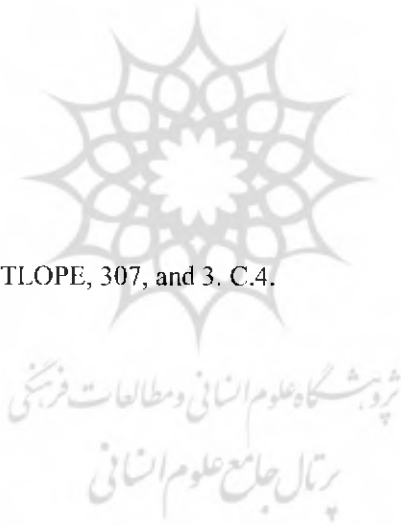 TLOPE, 307, and 3. C.4.
پژوهشگاه علوم انسانی و مطالعات فرهنگی
پرتال جامع علوم انسانی